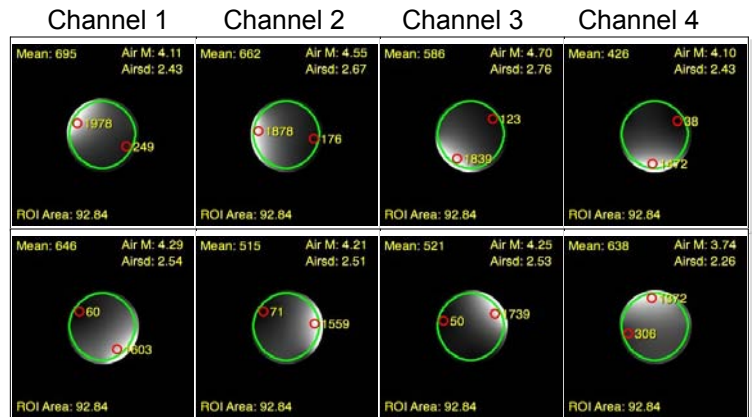 Channel 1 Channel 2 Channel 3 Channel 4
Mean: 695 Air M: 4.11
Airsd: 2.43
1978
249
ROI Area: 92.84
Mean: 662 Air M: 4.55
Airsd: 2.67
1878
176
ROI Area: 92.84
Mean: 586 Air M: 4.70
Airsd: 2.76
123
1839
ROI Area: 92.84
Mean: 426 Air M: 4.10
Airsd: 2.43
38
1972
ROI Area: 92.84
Mean: 646 Air M: 4.29
Airsd: 2.54
60
1603
ROI Area: 92.84
Mean: 515 Air M: 4.21
Airsd: 2.51
71
1559
ROI Area: 92.84
Mean: 521 Air M: 4.25
Airsd: 2.53
1739
50
ROI Area: 92.84
Mean: 638 Air M: 3.74
Airsd: 2.26
1972
306
ROI Area: 92.84